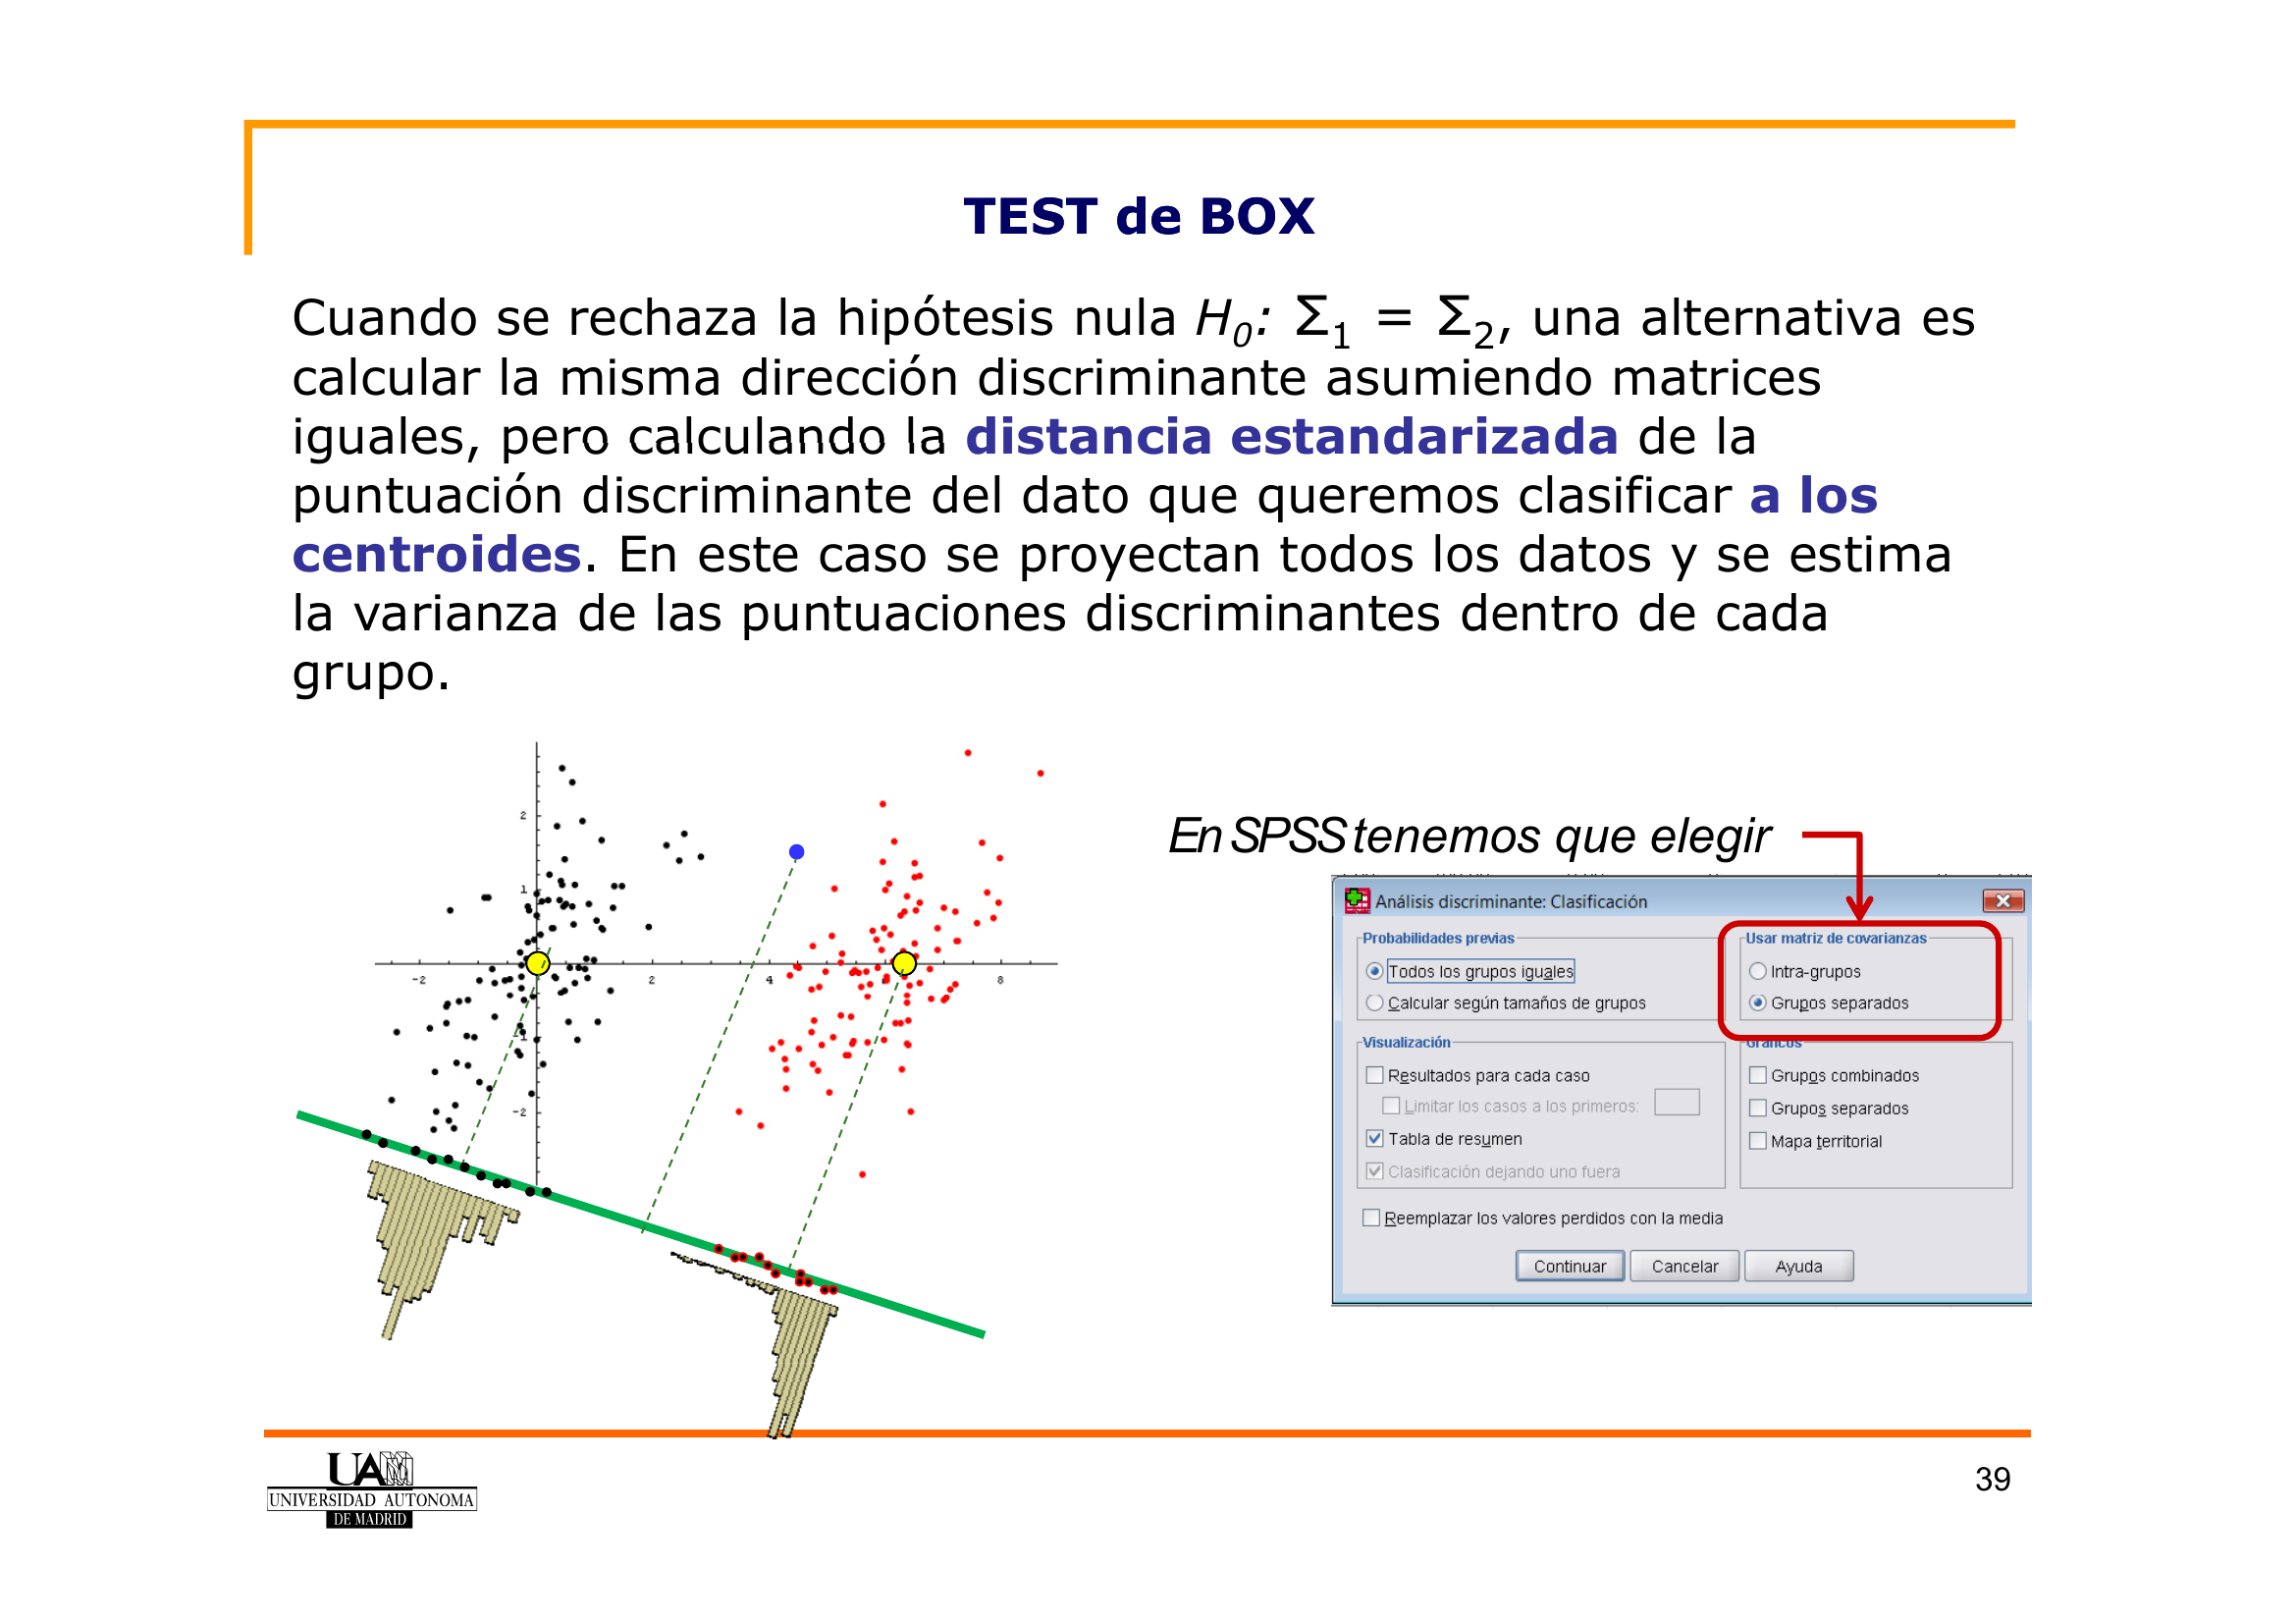 TEST de BOX
Cuando se rechaza la hipótesis nula H0: Σ1 = Σ2, una alternativa es
calcular la misma dirección discriminante asumiendo matrices
iguales, pero calculando la distancia estandarizada de la
puntuación discriminante del dato que queremos clasificar a los
centroides. En este caso se proyectan todos los datos y se estima
la varianza de las puntuaciones discriminantes dentro de cada
grupo.
2
1
-2
2
4
8
-1
-2
En SPSS tenemos que elegir
Análisis discriminante: Clasificación
Probabilidades previas
Todos los grupos iguales
Calcular según tamaños de grupos
Usar matriz de covarianzas
Intra-grupos
Grupos separados
Visualización
Resultados para cada caso
Limitar los casos a los primeros:
Tabla de resumen
Clasificación dejando uno fuera
Gráficos
Grupos combinados
Grupos separados
Mapa territorial
Reemplazar los valores perdidos con la media
Continuar
Cancelar
Ayuda
UAM
UNIVERSIDAD AUTONOMA
DE MADRID
39